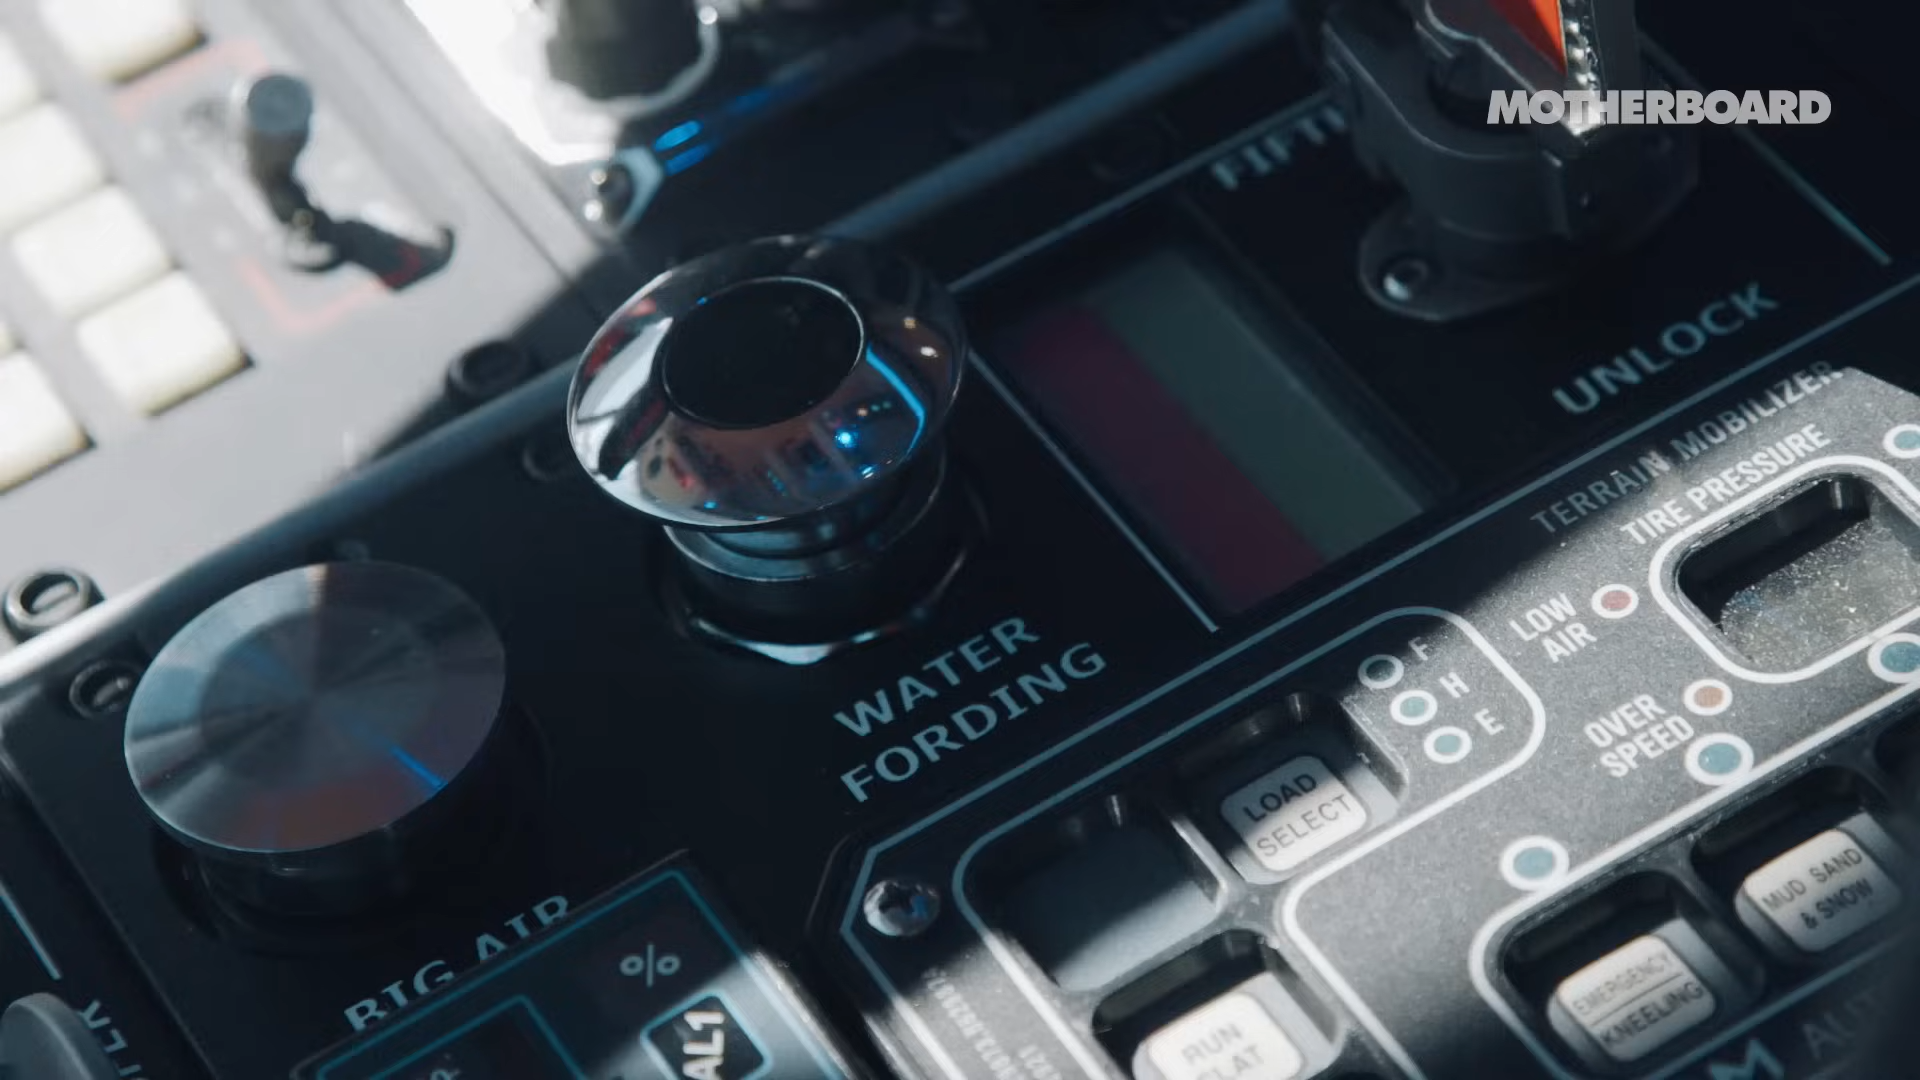 MOTHERBOARD
UNLOCK
TERRAIN MOBILIZER
TIRE PRESSURE
LOW
AIR
F
H
E
OVER
SPEED
WATER
FORDING
LOAD
SELECT
MUD SAND
& SNOW
EMERGENCY
KNEELING
BIG AIR
%
AL1
RUN